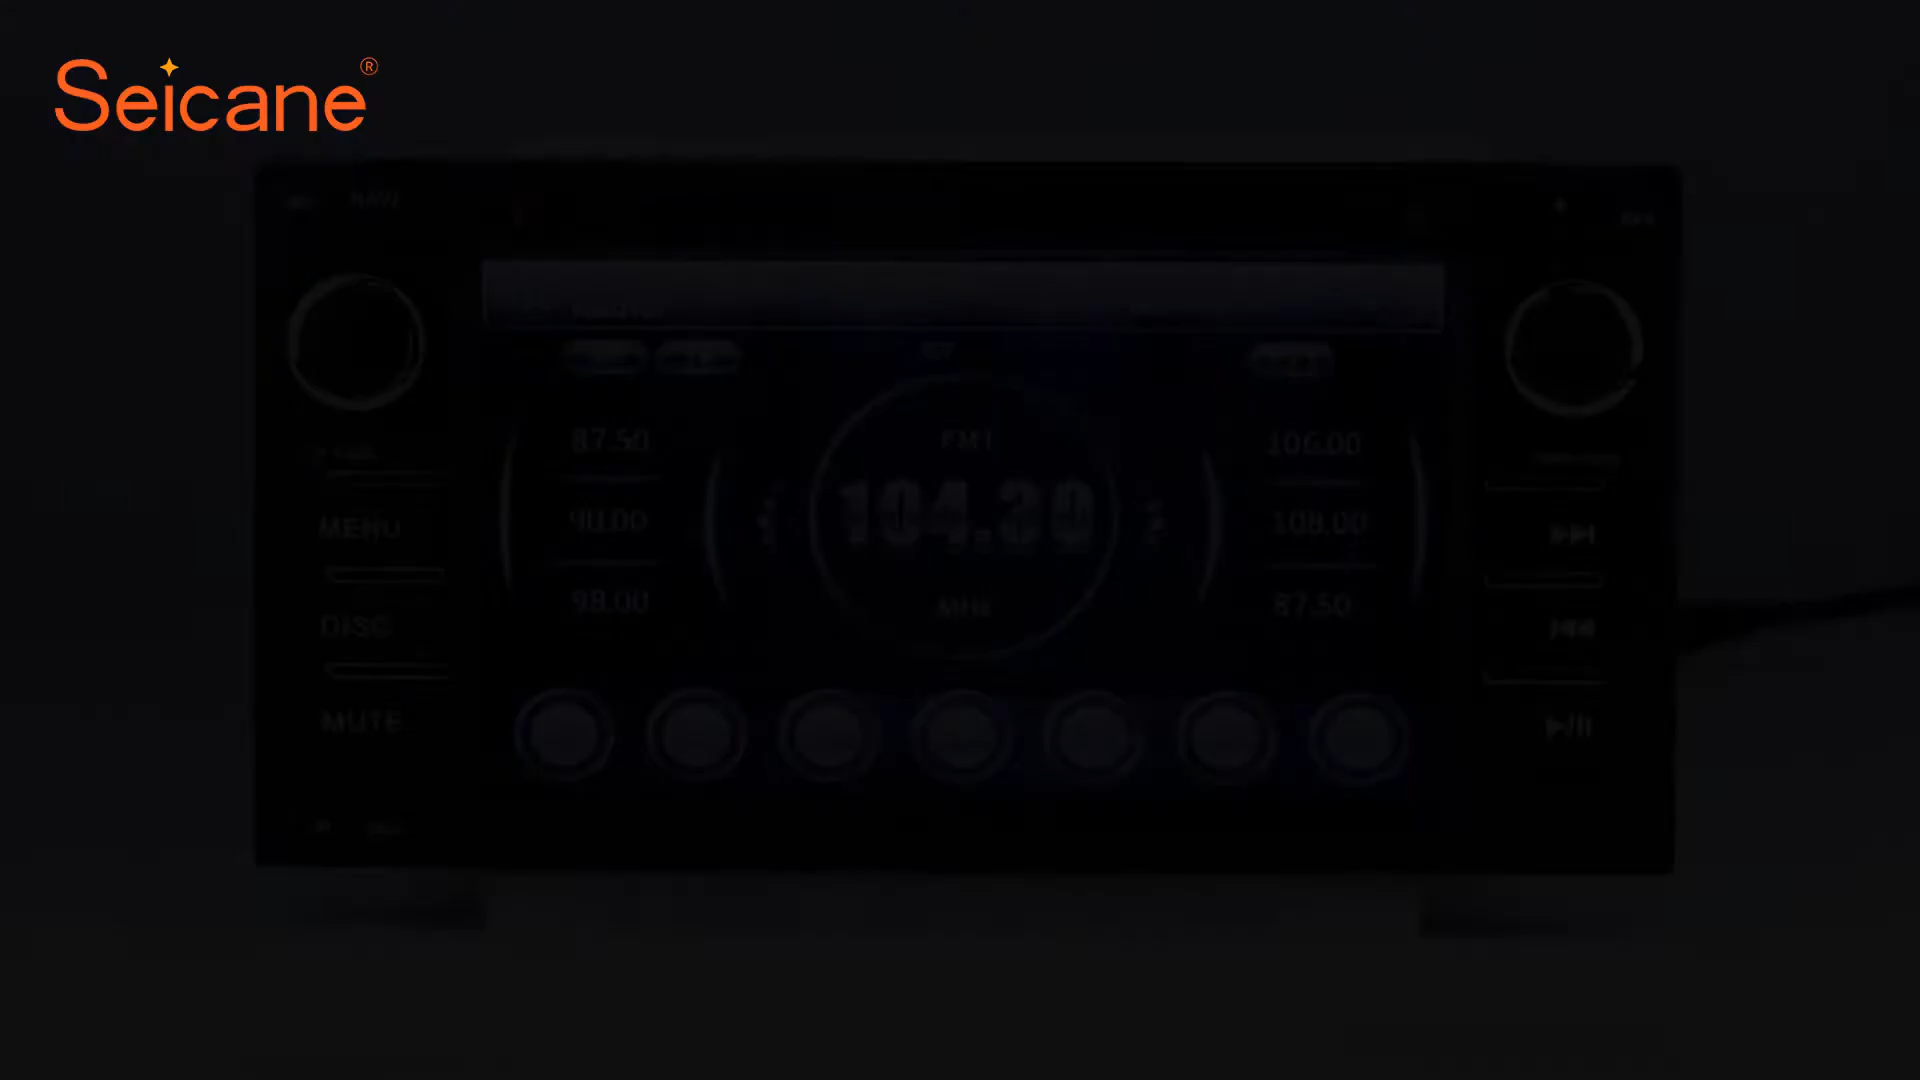 Seicane®
NAVI
87.50
FM1
106.00
90.00
104.30
108.00
MENU
98.00
MHz
87.50
DISC
MUTE